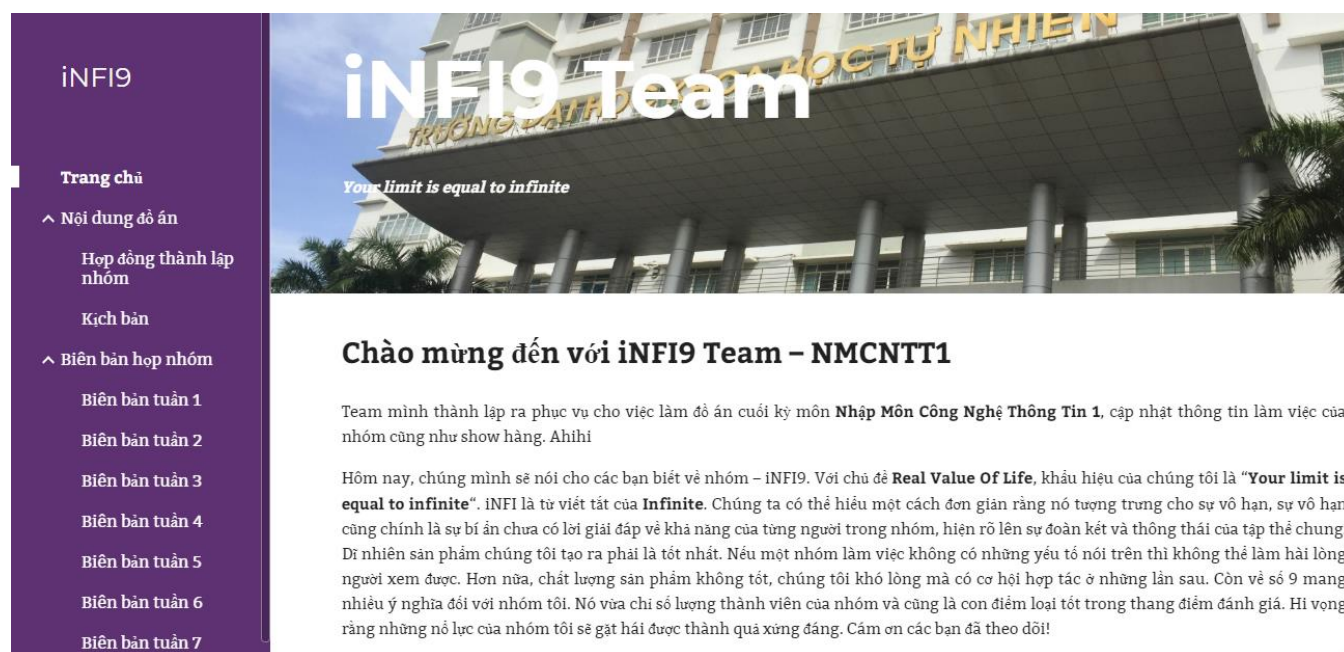 iNFI9
Trang chủ
Nội dung đồ án
Hợp đồng thành lập
nhóm
Kịch bản
Biên bản họp nhóm
Biên bản tuần 1
Biên bản tuần 2
Biên bản tuần 3
Biên bản tuần 4
Biên bản tuần 5
Biên bản tuần 6
Biên bản tuần 7
TRƯỜNG ĐẠI HỌC KHOA HỌC TỰ NHIÊN
iNFI9 Team
Your limit is equal to infinite
Chào mừng đến với iNFI9 Team – NMCNTT1
Team mình thành lập ra phục vụ cho việc làm đồ án cuối kỳ môn Nhập Môn Công Nghệ Thông Tin 1, cập nhật thông tin làm việc của
nhóm cũng như show hàng. Ahihi
Hôm nay, chúng mình sẽ nói cho các bạn biết về nhóm – iNFI9. Với chủ đề Real Value Of Life, khẩu hiệu của chúng tôi là “Your limit is
equal to infinite“. iNFI là từ viết tắt của Infinite. Chúng ta có thể hiểu một cách đơn giản rằng nó tượng trưng cho sự vô hạn, sự vô hạn
cũng chính là sự bí ẩn chưa có lời giải đáp về khả năng của từng người trong nhóm, hiện rõ lên sự đoàn kết và thông thái của tập thể chung
Dĩ nhiên sản phẩm chúng tôi tạo ra phải là tốt nhất. Nếu một nhóm làm việc không có những yếu tố nói trên thì không thể làm hài lòng
người xem được. Hơn nữa, chất lượng sản phẩm không tốt, chúng tôi khó lòng mà có cơ hội hợp tác ở những lần sau. Còn về số 9 mang
nhiều ý nghĩa đối với nhóm tôi. Nó vừa chỉ số lượng thành viên của nhóm và cũng là con điểm loại tốt trong thang điểm đánh giá. Hi vọng
rằng những nổ lực của nhóm tôi sẽ gặt hái được thành quả xứng đáng. Cám ơn các bạn đã theo dõi!